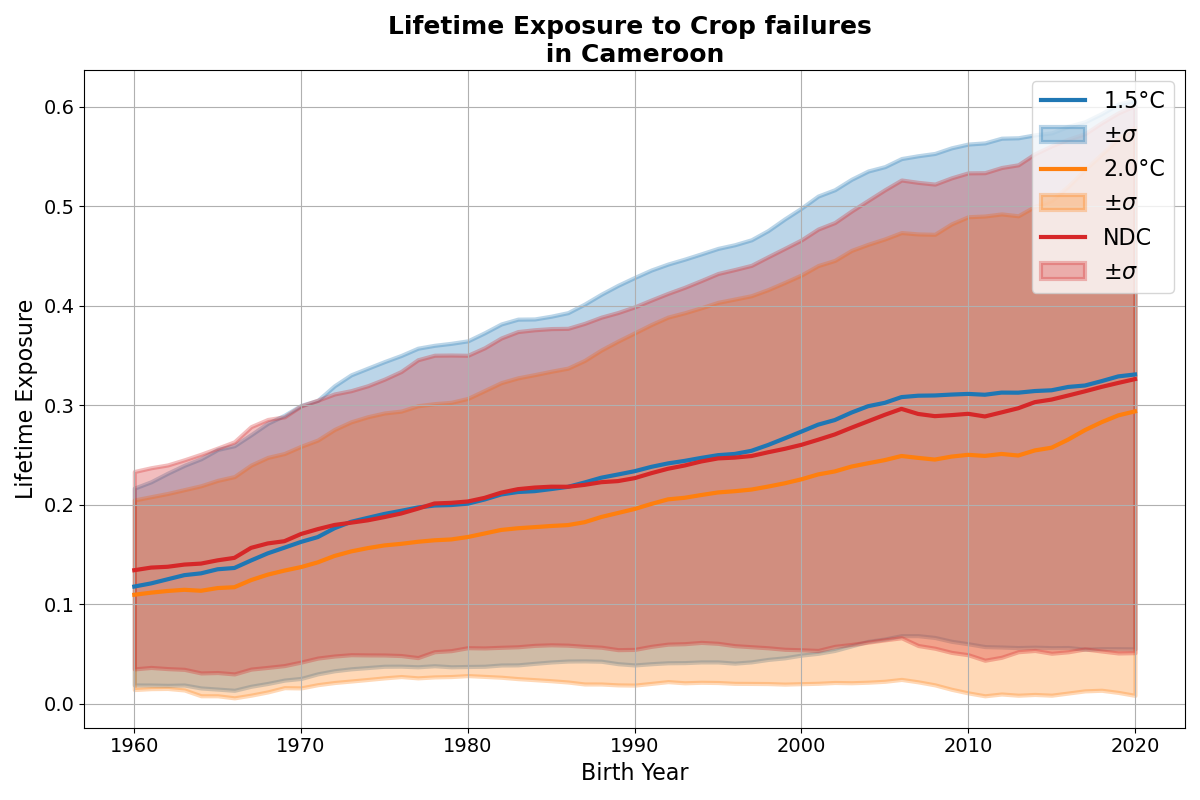 Lifetime Exposure to Crop failures
in Cameroon
1.5°C
±σ
2.0°C
±σ
NDC
±σ
Lifetime Exposure
0.6
0.5
0.4
0.3
0.2
0.1
0.0
1960 1970 1980 1990 2000 2010 2020
Birth Year